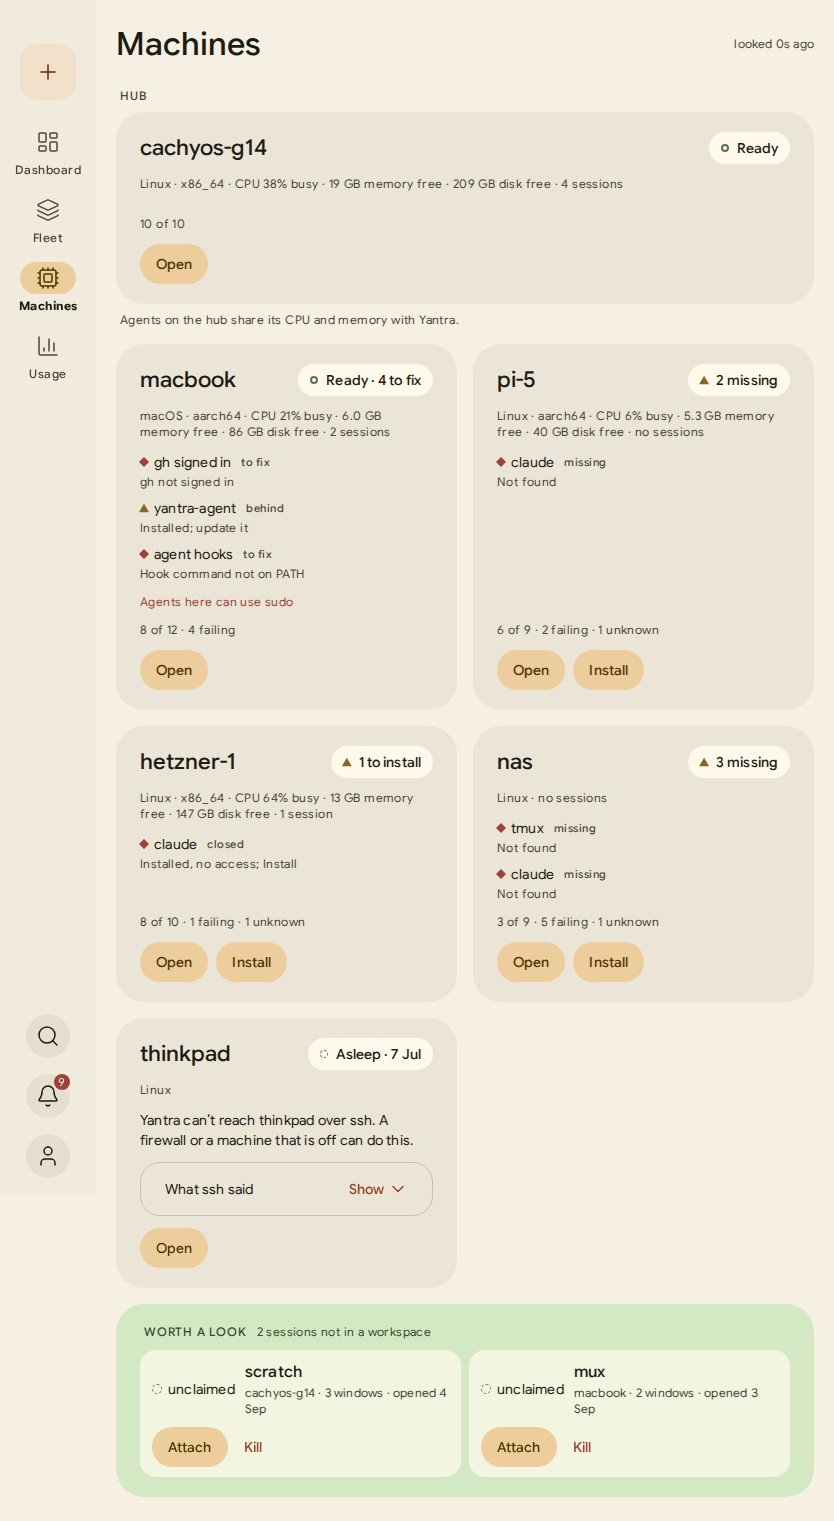 Machines
looked 0s ago
Dashboard
Fleet
Machines
Usage
9
HUB
cachyos-g14
Ready
Linux · x86_64 · CPU 38% busy · 19 GB memory free · 209 GB disk free · 4 sessions
10 of 10
Open
Agents on the hub share its CPU and memory with Yantra.
macbook
Ready · 4 to fix
macOS · aarch64 · CPU 21% busy · 6.0 GB
memory free · 86 GB disk free · 2 sessions
gh signed in to fix
gh not signed in
yantra-agent behind
Installed; update it
agent hooks to fix
Hook command not on PATH
Agents here can use sudo
8 of 12 · 4 failing
Open
pi-5
2 missing
Linux · aarch64 · CPU 6% busy · 5.3 GB memory
free · 40 GB disk free · no sessions
claude missing
Not found
6 of 9 · 2 failing · 1 unknown
Open
Install
hetzner-1
1 to install
Linux · x86_64 · CPU 64% busy · 13 GB memory
free · 147 GB disk free · 1 session
claude closed
Installed, no access; Install
8 of 10 · 1 failing · 1 unknown
Open
Install
nas
3 missing
Linux · no sessions
tmux missing
Not found
claude missing
Not found
3 of 9 · 5 failing · 1 unknown
Open
Install
thinkpad
Asleep · 7 Jul
Linux
Yantra can’t reach thinkpad over ssh. A
firewall or a machine that is off can do this.
What ssh said
Show
Open
WORTH A LOOK 2 sessions not in a workspace
unclaimed
scratch
cachyos-g14 · 3 windows · opened 4
Sep
Attach
Kill
unclaimed
mux
macbook · 2 windows · opened 3
Sep
Attach
Kill